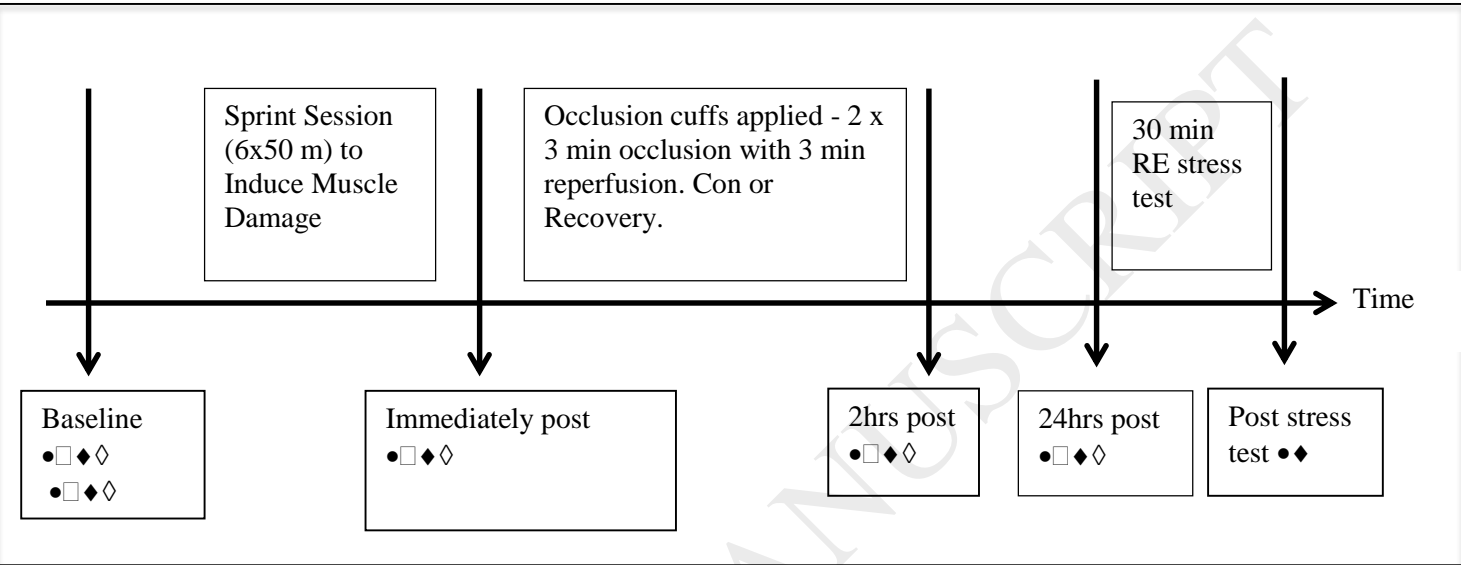 Sprint Session
(6x50 m) to
Induce Muscle
Damage
Occlusion cuffs applied - 2 x
3 min occlusion with 3 min
reperfusion. Con or
Recovery.
30 min
RE stress
test
Time
Baseline
●□♦◊
●□♦◊
Immediately post
●□♦◊
2hrs post
●□♦◊
24hrs post
●□♦◊
Post stress
test ●♦
ANUSCRIPT